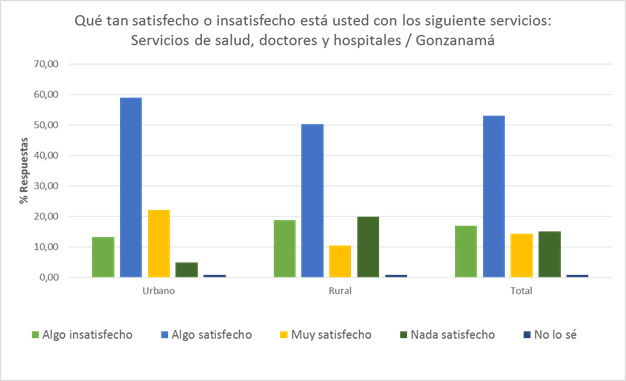 Qué tan satisfecho o insatisfecho está usted con los siguiente servicios:
Servicios de salud, doctores y hospitales / Gonzanamá
70,00
60,00
50,00
40,00
30,00
20,00
10,00
0,00
% Respuestas
Urbano
Rural
Total
Algo insatisfecho
Algo satisfecho
Muy satisfecho
Nada satisfecho
No lo sé